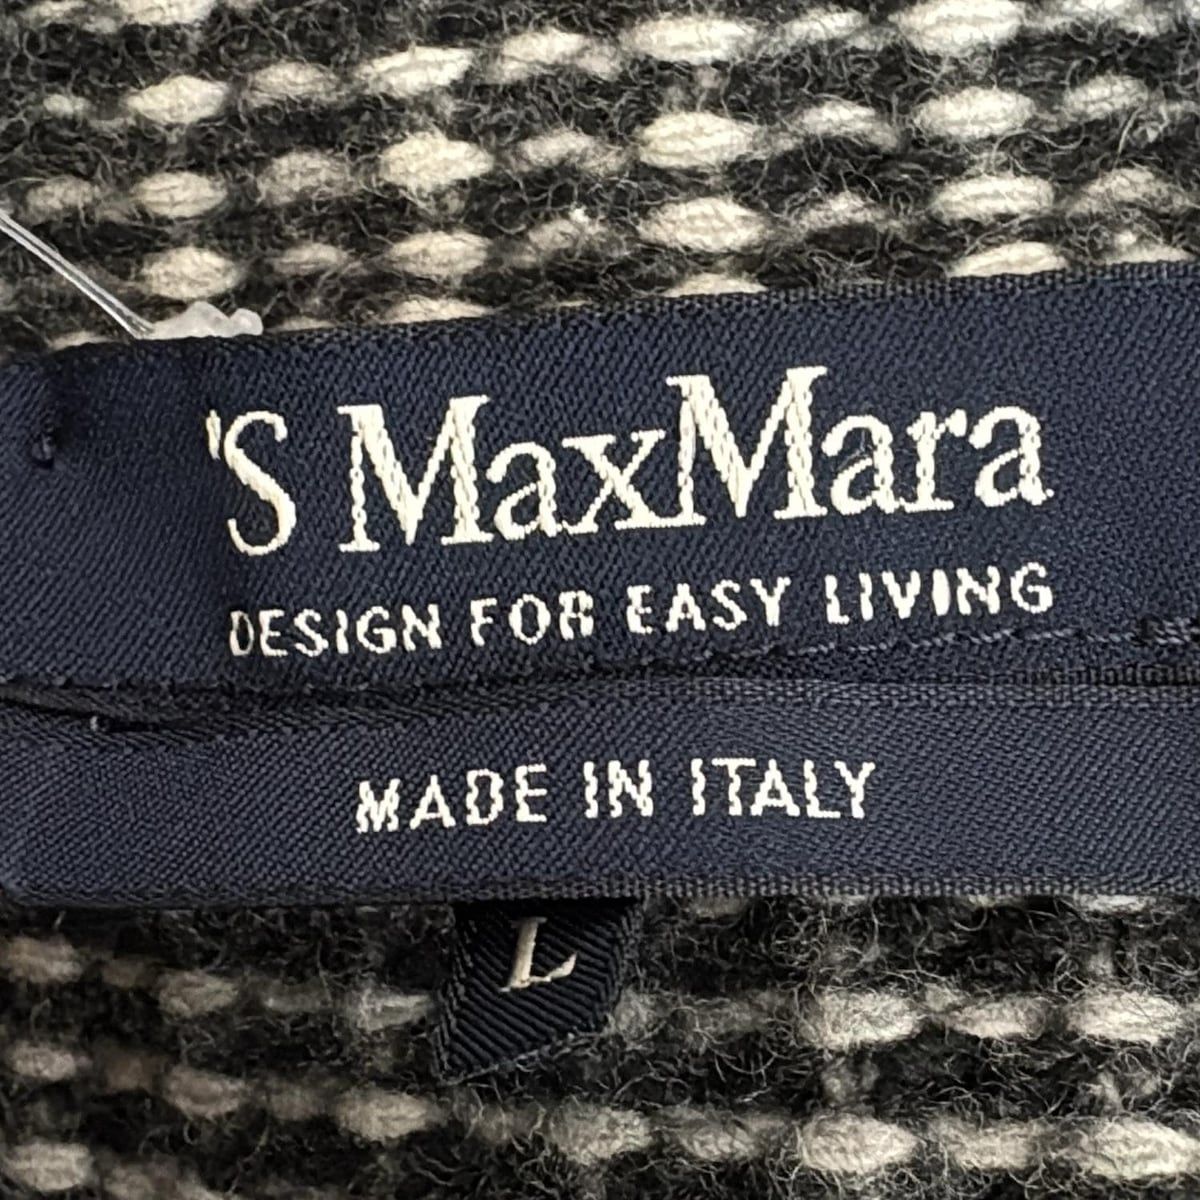 'S MaxMara
DESIGN FOR EASY LIVING
MADE IN ITALY
L